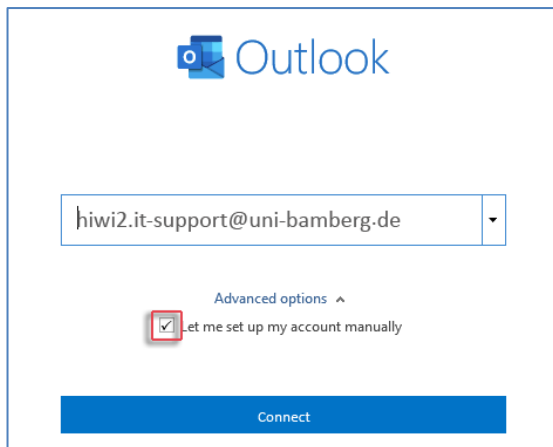 Outlook
hiwi2.it-support@uni-bamberg.de
Advanced options
Let me set up my account manually
Connect